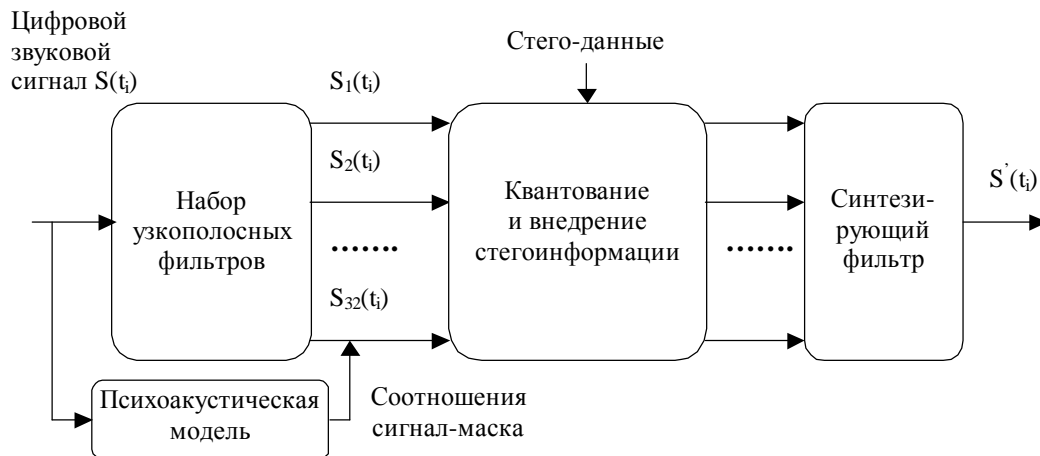 Цифровой
звуковой
сигнал S(tᵢ)
Стего-данные
S₁(tᵢ)
S₂(tᵢ)
.......
S₃₂(tᵢ)
Набор
узкополосных
фильтров
Квантование
и внедрение
стегоинформации
.......
Синтези-
рующий
фильтр
S'(tᵢ)
Психоакустическая
модель
Соотношения
сигнал-маска